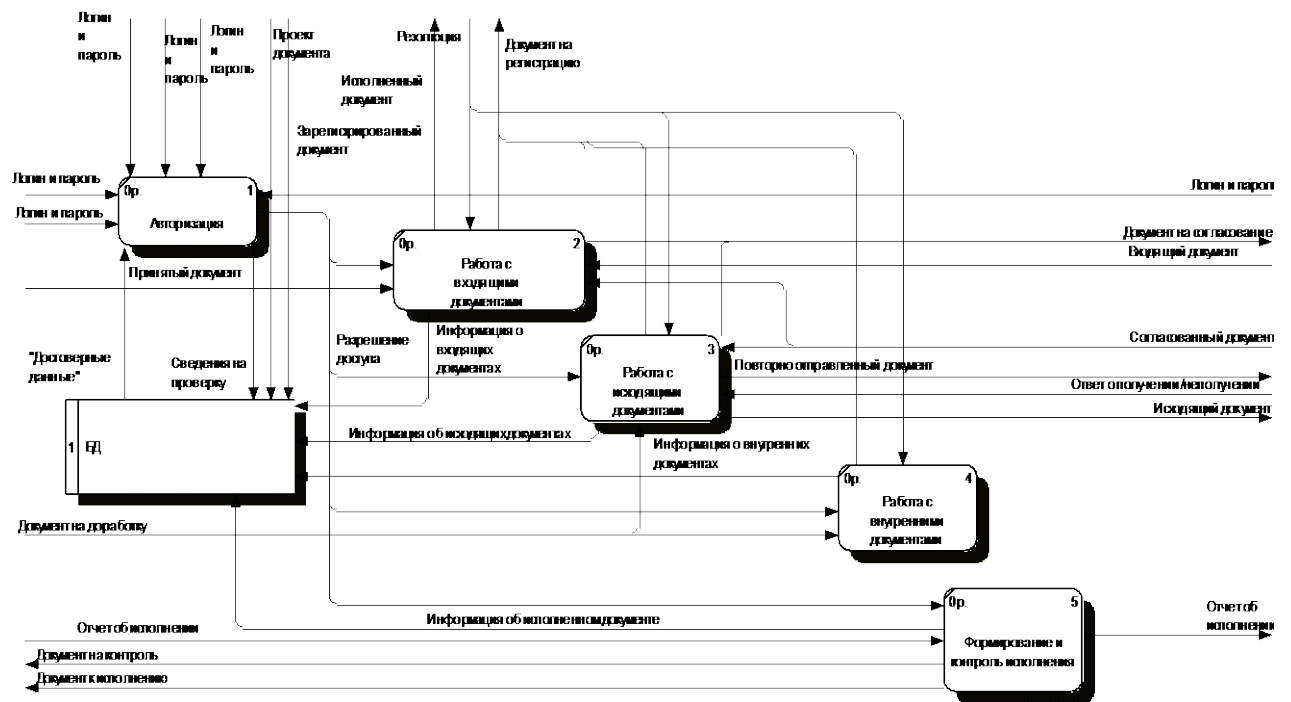 Логин
и
пароль
Логин
и
пароль
Логин
и
пароль
Проект
документа
Резолюция
Документ на
регистрацию
Исполненный
документ
Зарегистрированный
документ
Логин и пароль
Логин и пароль
Логин и парол
0р. 1
Авторизация
0р. 2
Работа с
входящими
документами
Документ на согласование
Входящий документ
Принятый документ
"Достоверные
данные"
Сведения на
проверку
Разрешение
доступа
Информация о
входящих
документах
0р. 3
Работа с
исходящими
документами
Согласованный документ
Повторно отправленный документ
Ответ о получении/неполучении
Исходящий документ
1 БД
Информация об исходящих документах
Информация о внутренних
документах
0р. 4
Работа с
внутренними
документами
Документ на доработку
0р. 5
Формирование и
контроль исполнения
Отчет об
исполнении
Информация об исполненном документе
Отчет об исполнении
Документ на контроль
Документ к исполнению